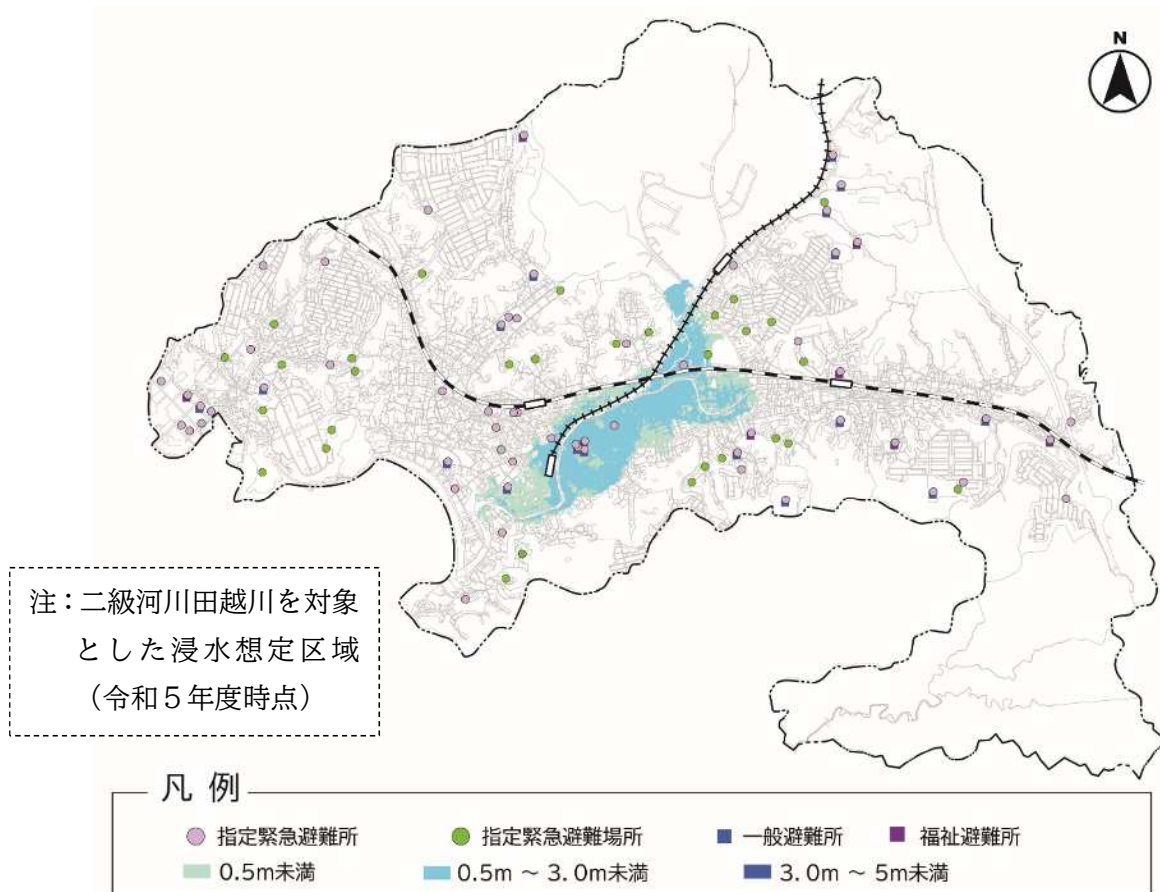 N
注：二級河川田越川を対象
とした浸水想定区域
（令和５年度時点）
凡 例
指定緊急避難所 指定緊急避難場所 一般避難所 福祉避難所
0.5m未満 0.5m ～ 3.0m未満 3.0m ～ 5m未満